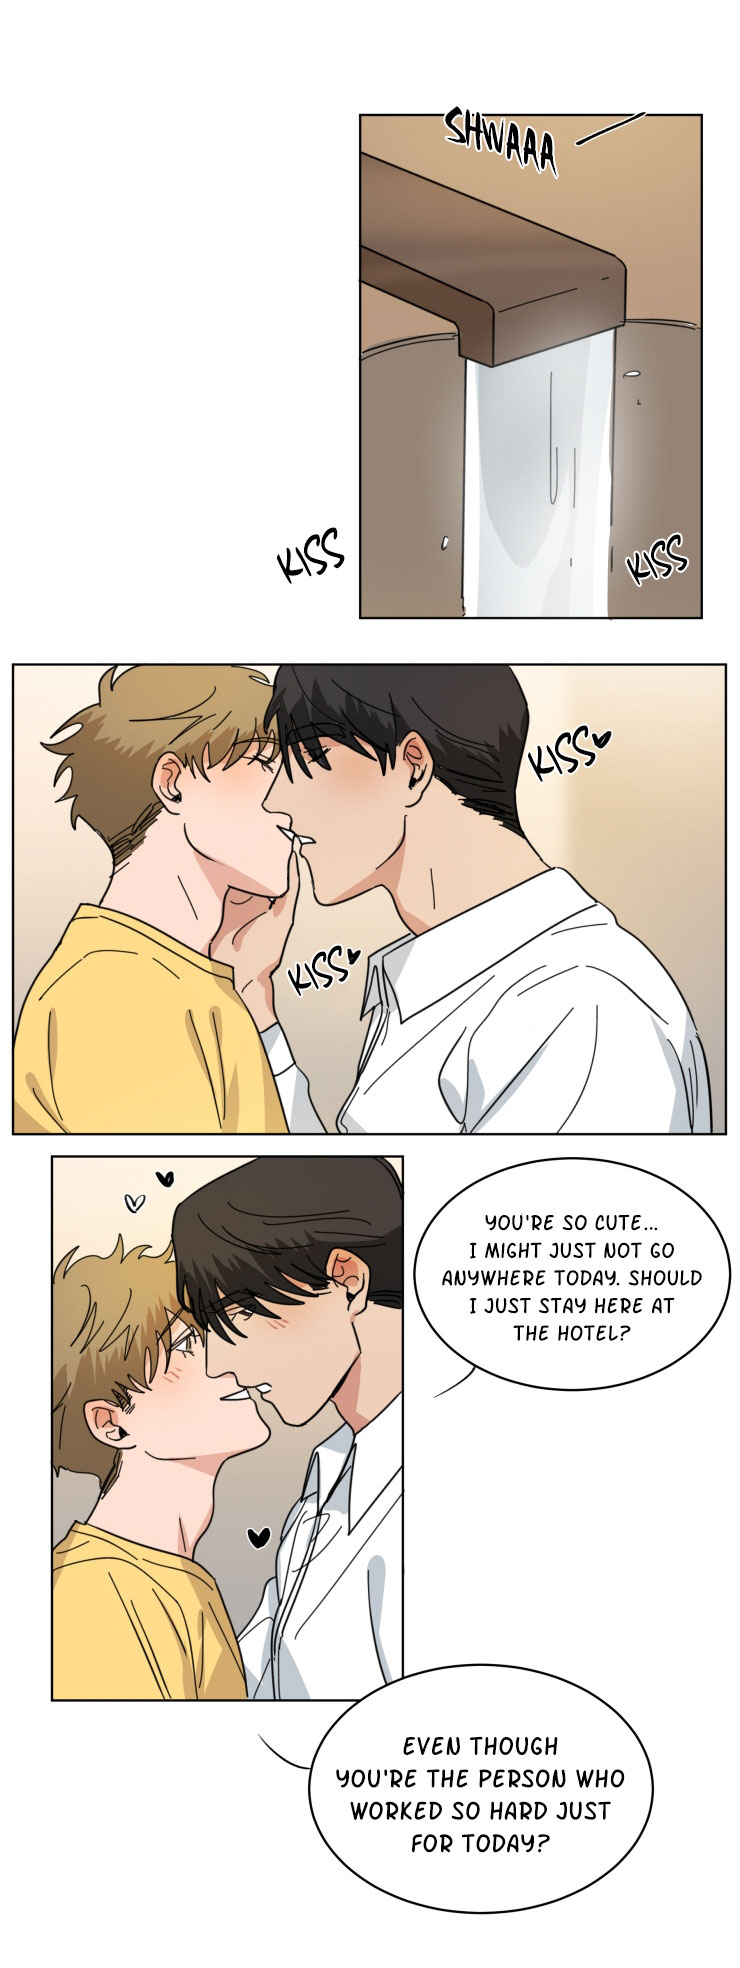 SHWAAA
KISS
KISS
KISS♥
KISS♥
YOU'RE SO CUTE...
I MIGHT JUST NOT GO
ANYWHERE TODAY. SHOULD
I JUST STAY HERE AT
THE HOTEL?
EVEN THOUGH
YOU'RE THE PERSON WHO
WORKED SO HARD JUST
FOR TODAY?